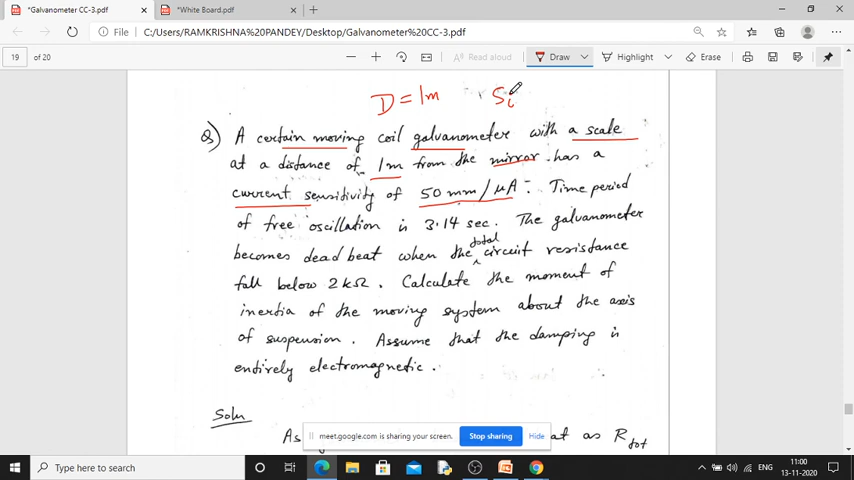 *Galvanometer CC-3.pdf
*White Board.pdf
C:/Users/RAMKRISHNA%20PANDEY/Desktop/Galvanometer%20CC-3.pdf
19 of 20
Read aloud
Draw
Highlight
Erase
D = 1m Si
Q) A certain moving coil galvanometer with a scale
at a distance of 1m from the mirror has a
current sensitivity of 50 mm/μA. Time period
of free oscillation is 3.14 sec. The galvanometer
becomes dead beat when the total circuit resistance
fall below 2kΩ. Calculate the moment of
inertia of the moving system about the axis
of suspension. Assume that the damping is
entirely electromagnetic.
Soln
As
at as Rtot
meet.google.com is sharing your screen.
Stop sharing
Hide
Type here to search
ENG
11:00
13-11-2020